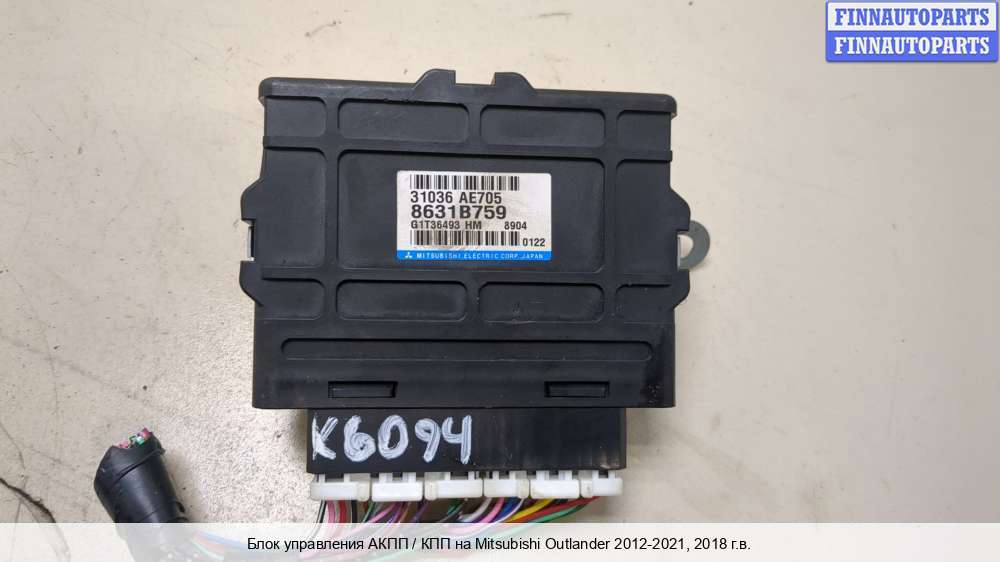 FINNAUTOPARTS
FINNAUTOPARTS
31036 AE705
8631B759
G1T36493 HM 8904
0122
MITSUBISHI ELECTRIC CORP. JAPAN
K6094
Блок управления АКПП / КПП на Mitsubishi Outlander 2012-2021, 2018 г.в.